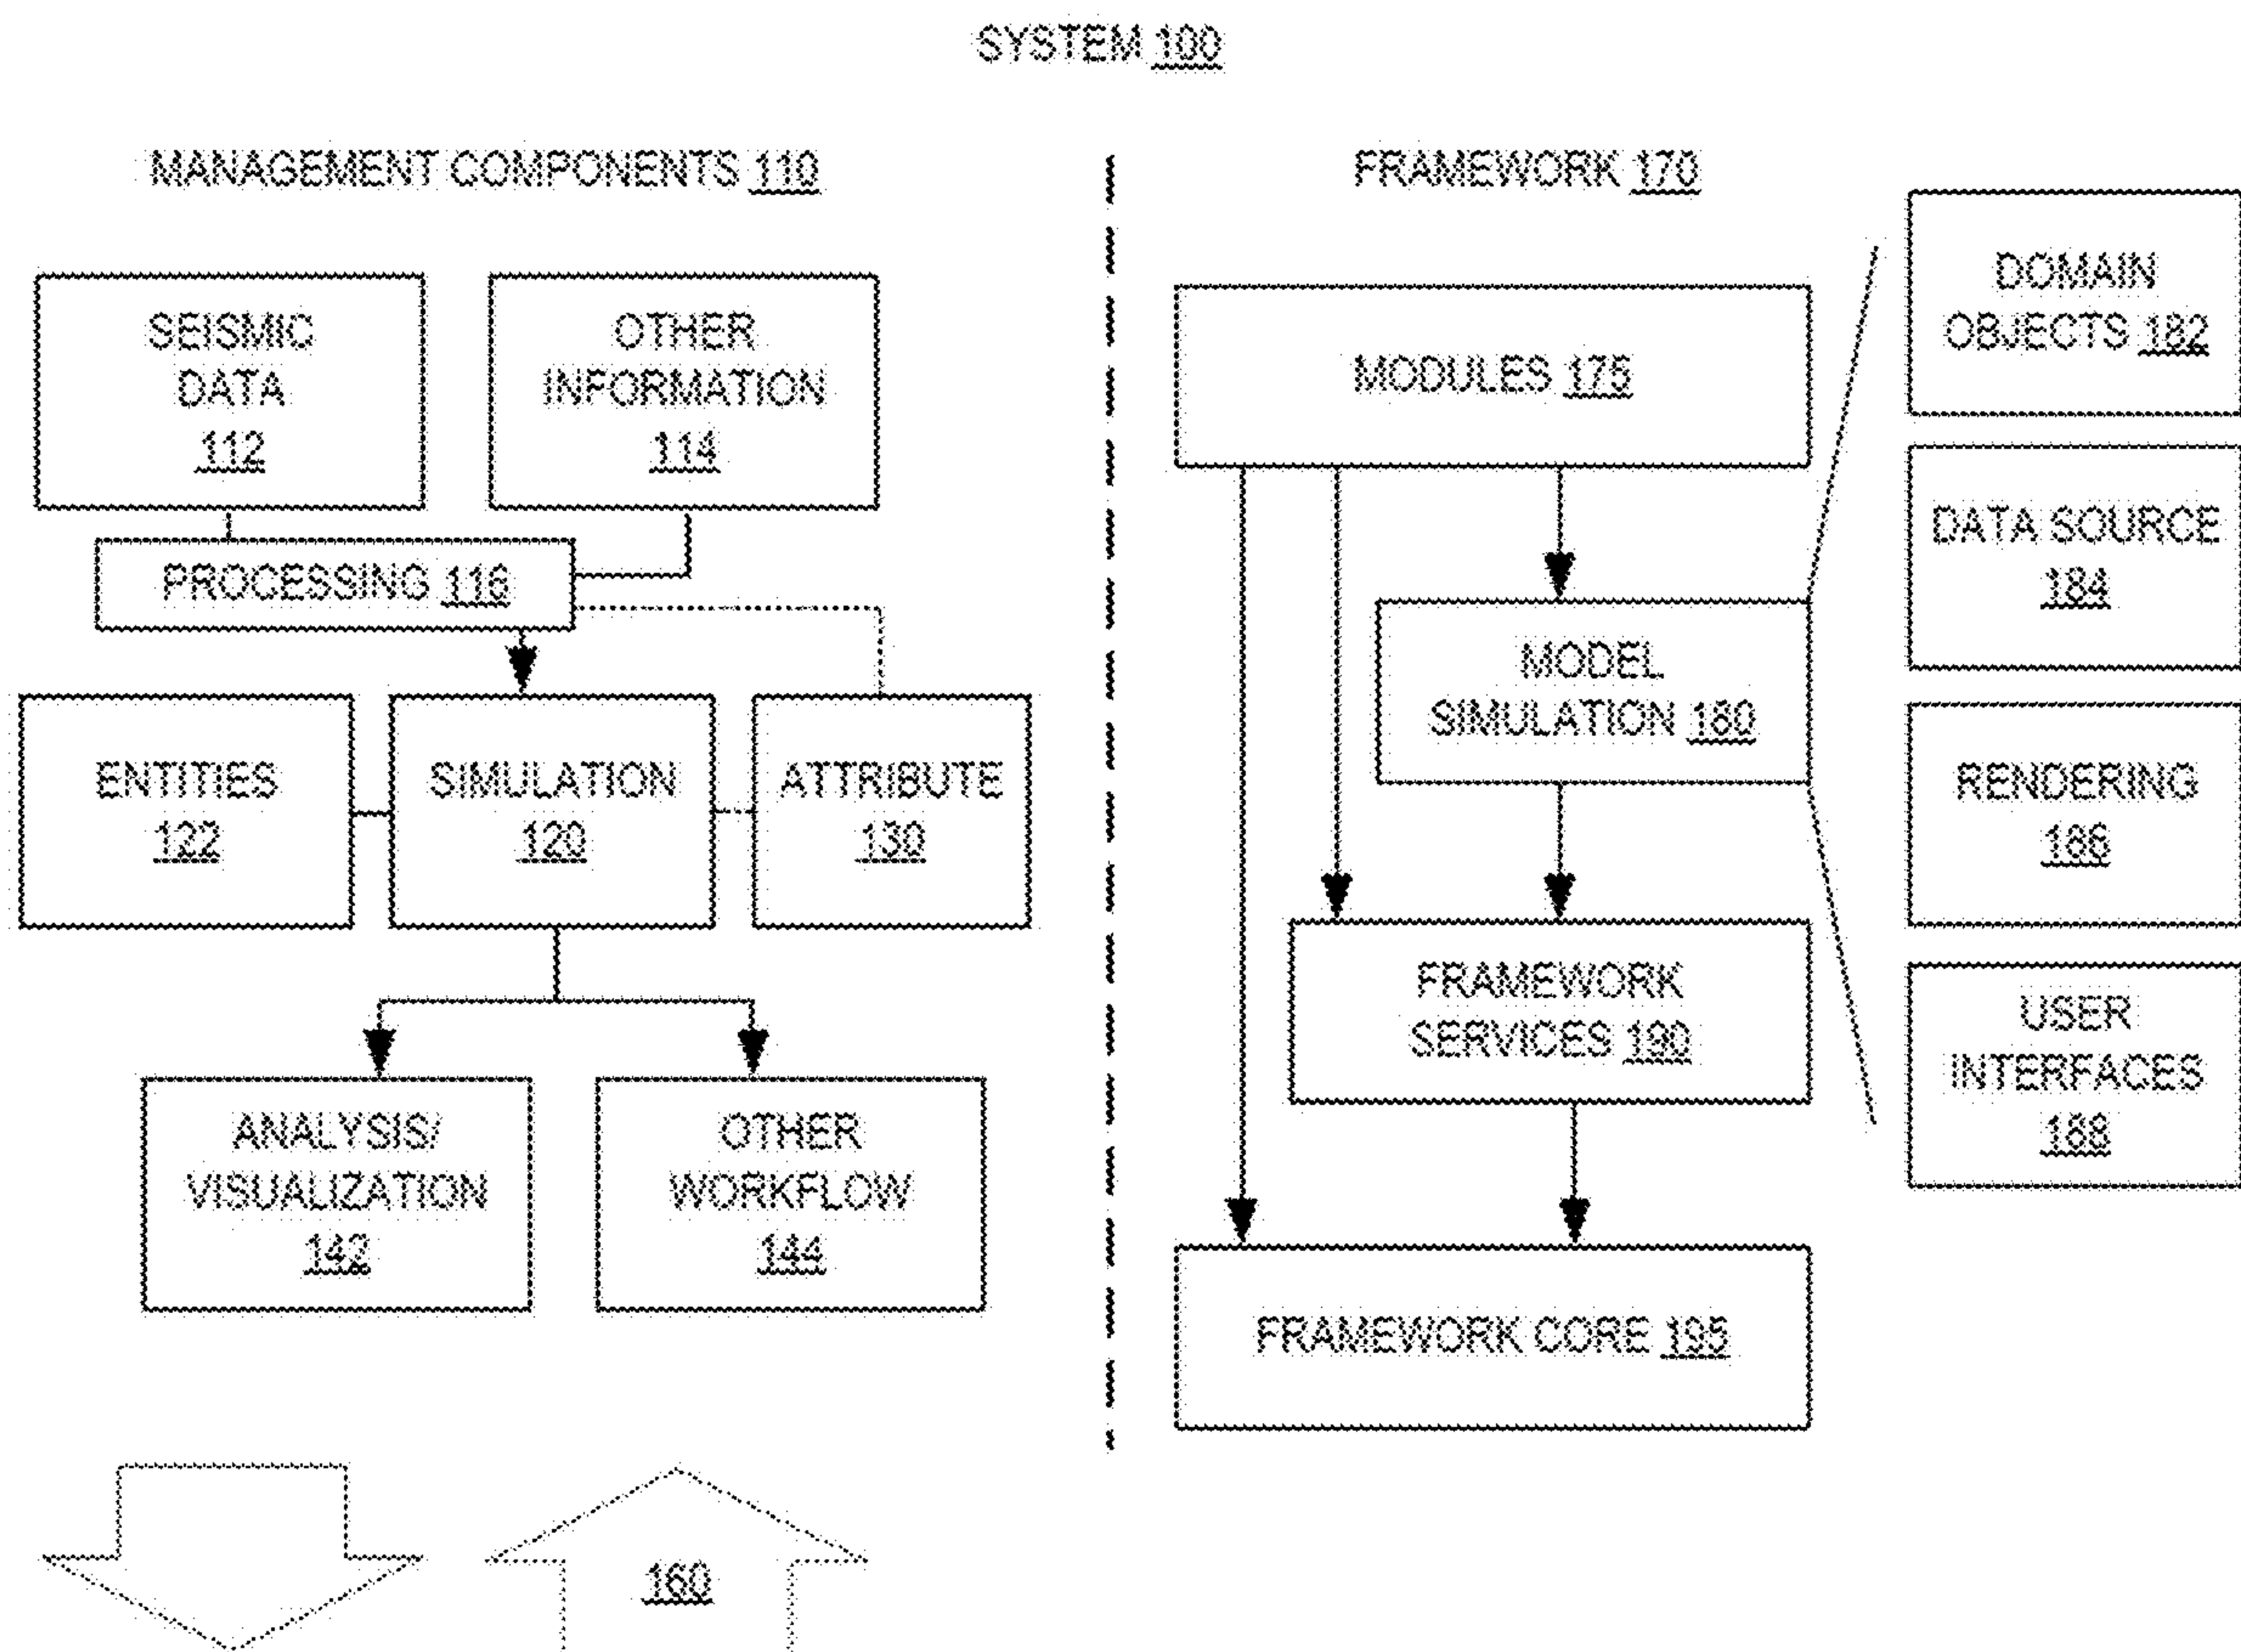 SYSTEM 100
MANAGEMENT COMPONENTS 110
SEISMIC
DATA
112
OTHER
INFORMATION
114
PROCESSING 116
ENTITIES
122
SIMULATION
120
ATTRIBUTE
130
ANALYSIS/
VISUALIZATION
142
OTHER
WORKFLOW
144
160
FRAMEWORK 170
MODULES 175
MODEL
SIMULATION 180
FRAMEWORK
SERVICES 190
FRAMEWORK CORE 195
DOMAIN
OBJECTS 182
DATA SOURCE
184
RENDERING
186
USER
INTERFACES
188